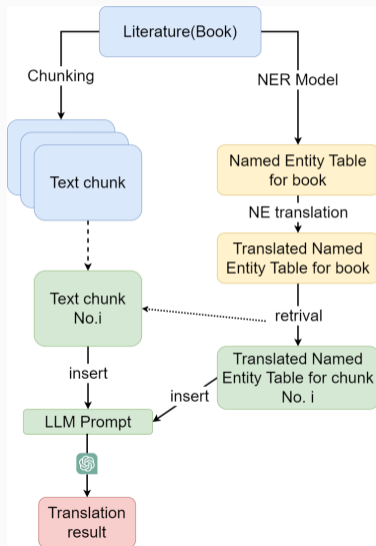 Literature(Book)
Chunking
NER Model
Text chunk
Named Entity Table
for book
NE translation
Translated Named
Entity Table for book
Text chunk
No.i
retrival
Translated Named
Entity Table for chunk
No. i
insert
insert
LLM Prompt
Translation
result